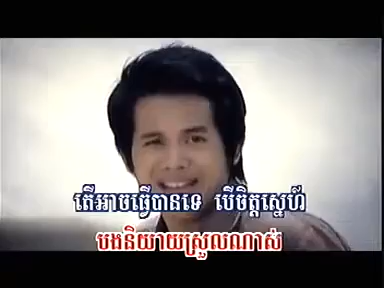 តើអាចធ្វើបានទេ បើចិត្តស្នេហ៍
បងនិយាយស្រួលណាស់